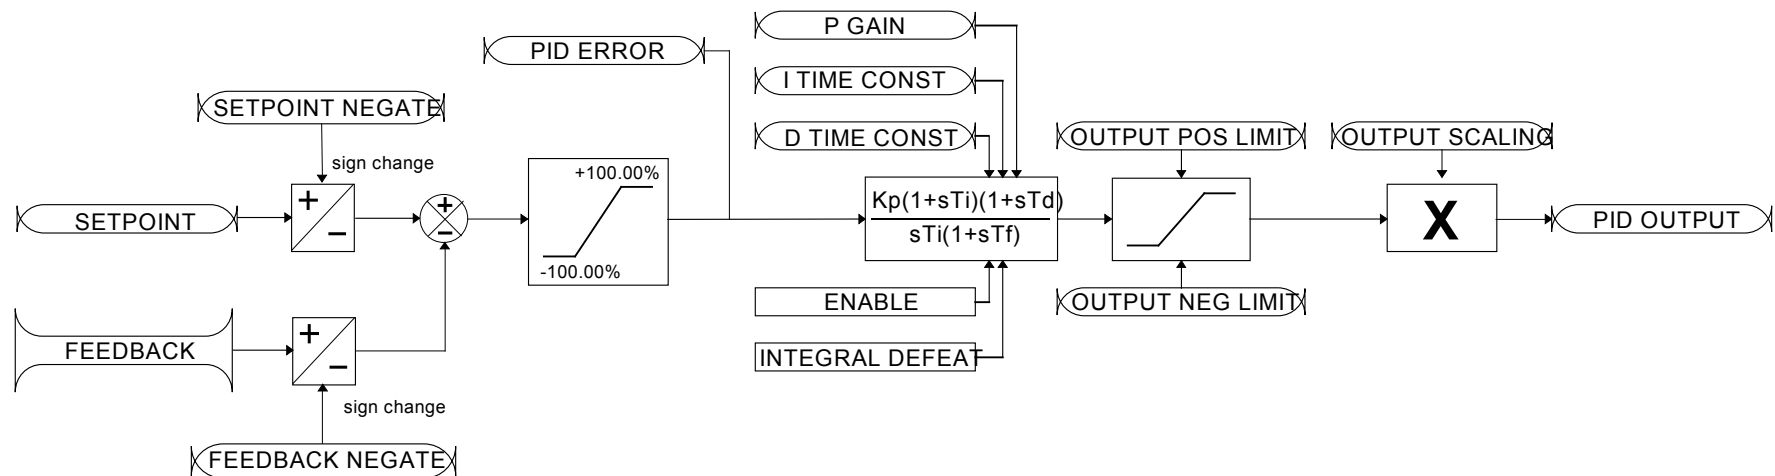 P GAIN
PID ERROR
I TIME CONST
SETPOINT NEGATE
D TIME CONST
OUTPUT POS LIMIT
OUTPUT SCALING
sign change
+100.00%
+
-
SETPOINT
+
-
-100.00%
Kp(1+sTi)(1+sTd)
sTi(1+sTf)
X
PID OUTPUT
ENABLE
OUTPUT NEG LIMIT
FEEDBACK
+
-
INTEGRAL DEFEAT
sign change
FEEDBACK NEGATE